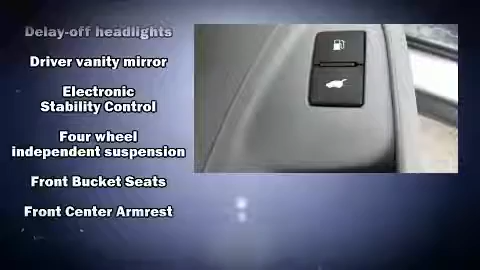 Delay-off headlights
Driver vanity mirror
Electronic
Stability Control
Four wheel
independent suspension
Front Bucket Seats
Front Center Armrest